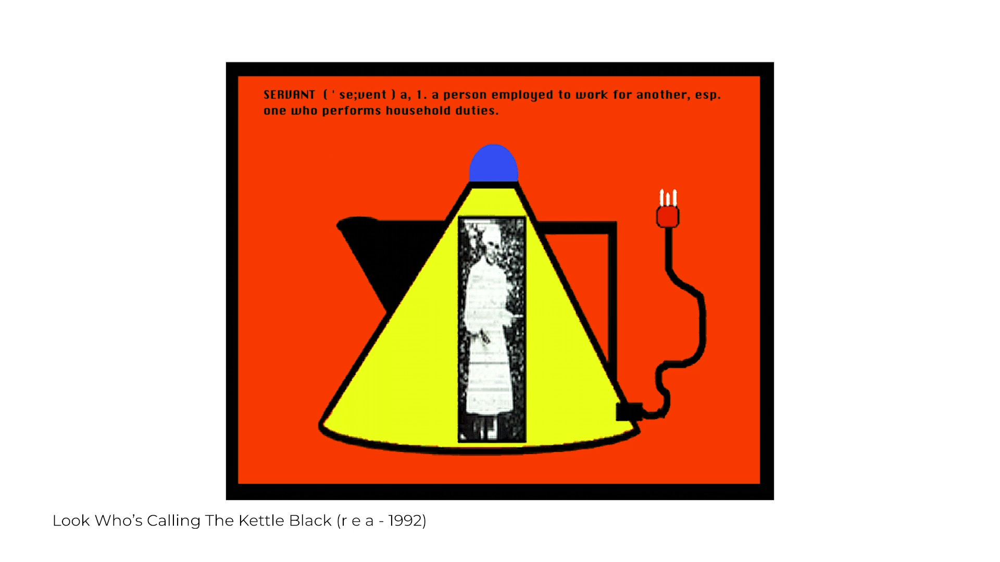 SERVANT ( ' se;vent ) a, 1. a person employed to work for another, esp.
one who performs household duties.
Look Who’s Calling The Kettle Black (r e a - 1992)